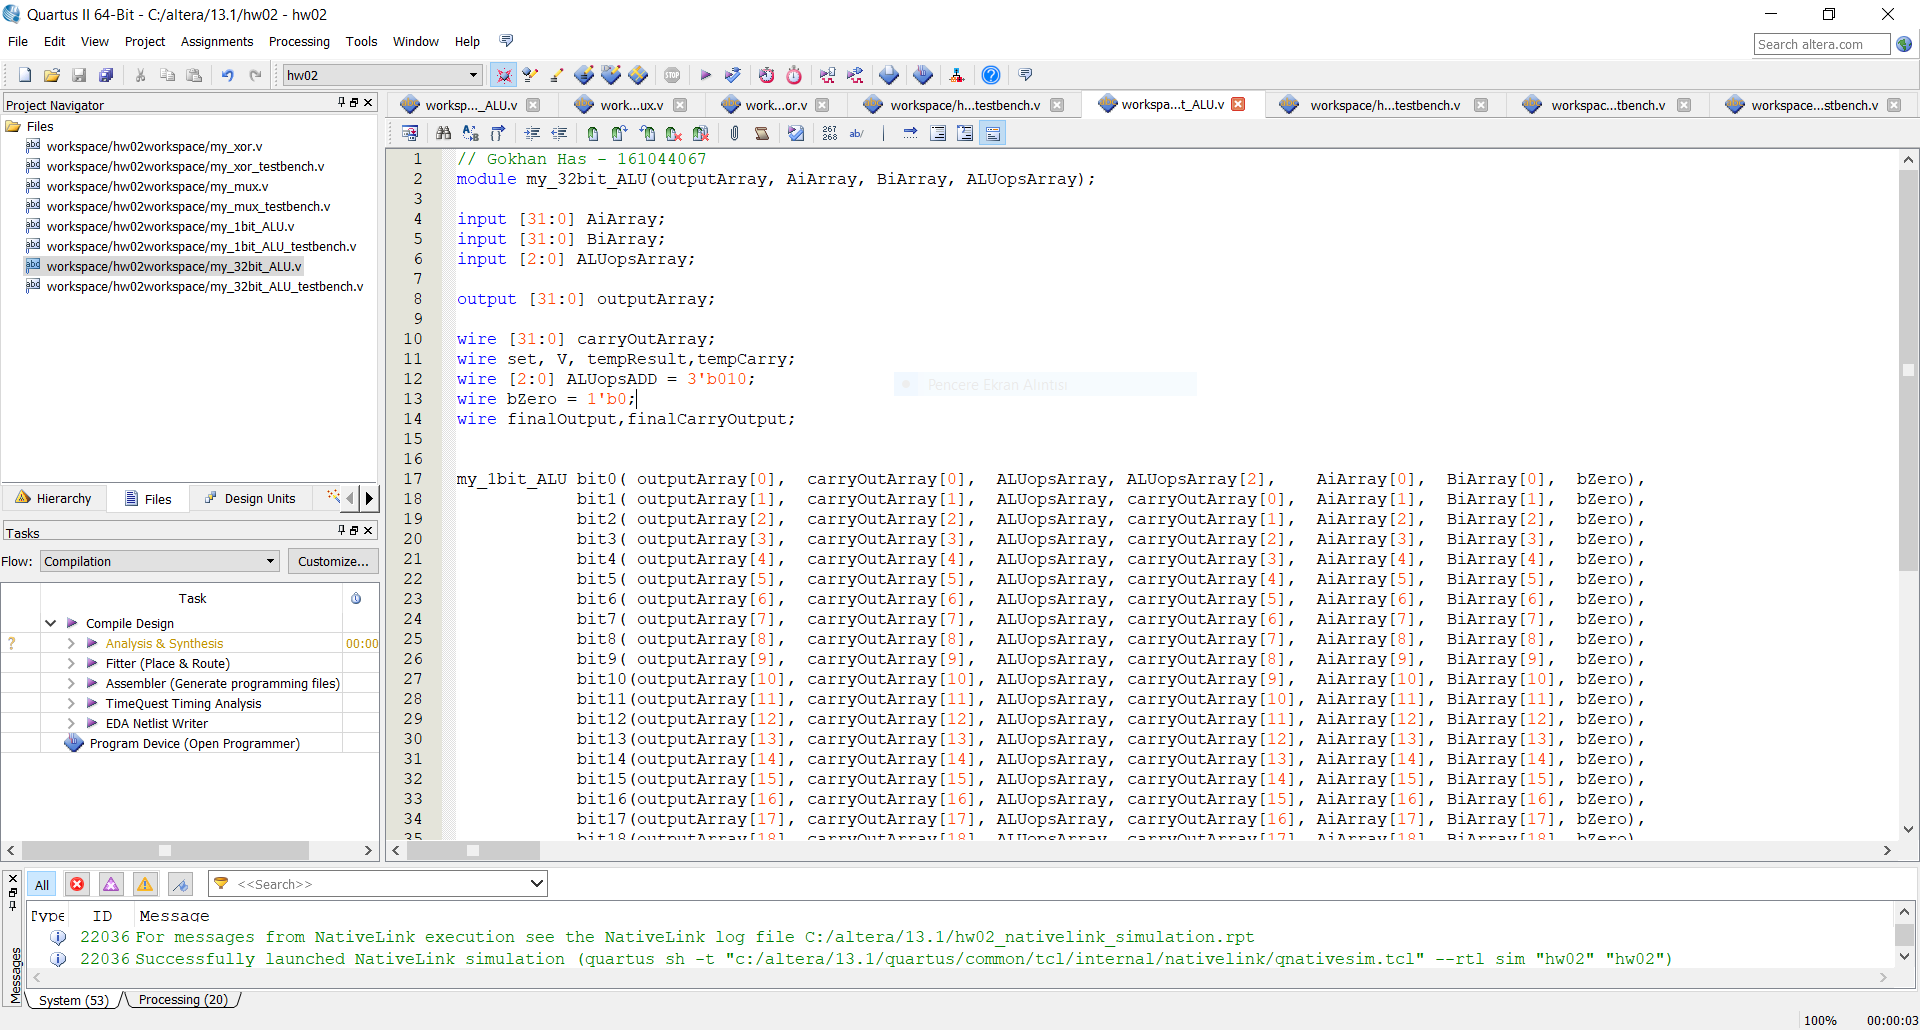 Quartus II 64-Bit - C:/altera/13.1/hw02 - hw02
File Edit View Project Assignments Processing Tools Window Help
Search altera.com
hw02
STOP
Project Navigator
Files
workspace/hw02workspace/my_xor.v
workspace/hw02workspace/my_xor_testbench.v
workspace/hw02workspace/my_mux.v
workspace/hw02workspace/my_mux_testbench.v
workspace/hw02workspace/my_1bit_ALU.v
workspace/hw02workspace/my_1bit_ALU_testbench.v
workspace/hw02workspace/my_32bit_ALU.v
workspace/hw02workspace/my_32bit_ALU_testbench.v
Hierarchy Files Design Units
Tasks
Flow: Compilation Customize...
Task
Compile Design
? Analysis & Synthesis 00:00
Fitter (Place & Route)
Assembler (Generate programming files)
TimeQuest Timing Analysis
EDA Netlist Writer
Program Device (Open Programmer)
worksp..._ALU.v work...ux.v work...or.v workspace/h...testbench.v workspa...t_ALU.v workspace/h...testbench.v workspac...tbench.v workspace...stbench.v
267 268 ab/
1 // Gokhan Has - 161044067
2 module my_32bit_ALU(outputArray, AiArray, BiArray, ALUopsArray);
3
4 input [31:0] AiArray;
5 input [31:0] BiArray;
6 input [2:0] ALUopsArray;
7
8 output [31:0] outputArray;
9
10 wire [31:0] carryOutArray;
11 wire set, V, tempResult,tempCarry;
12 wire [2:0] ALUopsADD = 3'b010;
13 wire bZero = 1'b0;
14 wire finalOutput,finalCarryOutput;
15
16
17 my_1bit_ALU bit0( outputArray[0], carryOutArray[0], ALUopsArray, ALUopsArray[2], AiArray[0], BiArray[0], bZero),
18 bit1( outputArray[1], carryOutArray[1], ALUopsArray, carryOutArray[0], AiArray[1], BiArray[1], bZero),
19 bit2( outputArray[2], carryOutArray[2], ALUopsArray, carryOutArray[1], AiArray[2], BiArray[2], bZero),
20 bit3( outputArray[3], carryOutArray[3], ALUopsArray, carryOutArray[2], AiArray[3], BiArray[3], bZero),
21 bit4( outputArray[4], carryOutArray[4], ALUopsArray, carryOutArray[3], AiArray[4], BiArray[4], bZero),
22 bit5( outputArray[5], carryOutArray[5], ALUopsArray, carryOutArray[4], AiArray[5], BiArray[5], bZero),
23 bit6( outputArray[6], carryOutArray[6], ALUopsArray, carryOutArray[5], AiArray[6], BiArray[6], bZero),
24 bit7( outputArray[7], carryOutArray[7], ALUopsArray, carryOutArray[6], AiArray[7], BiArray[7], bZero),
25 bit8( outputArray[8], carryOutArray[8], ALUopsArray, carryOutArray[7], AiArray[8], BiArray[8], bZero),
26 bit9( outputArray[9], carryOutArray[9], ALUopsArray, carryOutArray[8], AiArray[9], BiArray[9], bZero),
27 bit10(outputArray[10], carryOutArray[10], ALUopsArray, carryOutArray[9], AiArray[10], BiArray[10], bZero),
28 bit11(outputArray[11], carryOutArray[11], ALUopsArray, carryOutArray[10], AiArray[11], BiArray[11], bZero),
29 bit12(outputArray[12], carryOutArray[12], ALUopsArray, carryOutArray[11], AiArray[12], BiArray[12], bZero),
30 bit13(outputArray[13], carryOutArray[13], ALUopsArray, carryOutArray[12], AiArray[13], BiArray[13], bZero),
31 bit14(outputArray[14], carryOutArray[14], ALUopsArray, carryOutArray[13], AiArray[14], BiArray[14], bZero),
32 bit15(outputArray[15], carryOutArray[15], ALUopsArray, carryOutArray[14], AiArray[15], BiArray[15], bZero),
33 bit16(outputArray[16], carryOutArray[16], ALUopsArray, carryOutArray[15], AiArray[16], BiArray[16], bZero),
34 bit17(outputArray[17], carryOutArray[17], ALUopsArray, carryOutArray[16], AiArray[17], BiArray[17], bZero),
35 bit18(outputArray[18], carryOutArray[18], ALUopsArray, carryOutArray[17], AiArray[18], BiArray[18], bZero),
Pencere Ekran Alıntısı
Messages
All <<Search>>
Type ID Message
22036 For messages from NativeLink execution see the NativeLink log file C:/altera/13.1/hw02_nativelink_simulation.rpt
22036 Successfully launched NativeLink simulation (quartus sh -t "c:/altera/13.1/quartus/common/tcl/internal/nativelink/qnativesim.tcl" --rtl sim "hw02" "hw02")
System (53) Processing (20)
100% 00:00:03